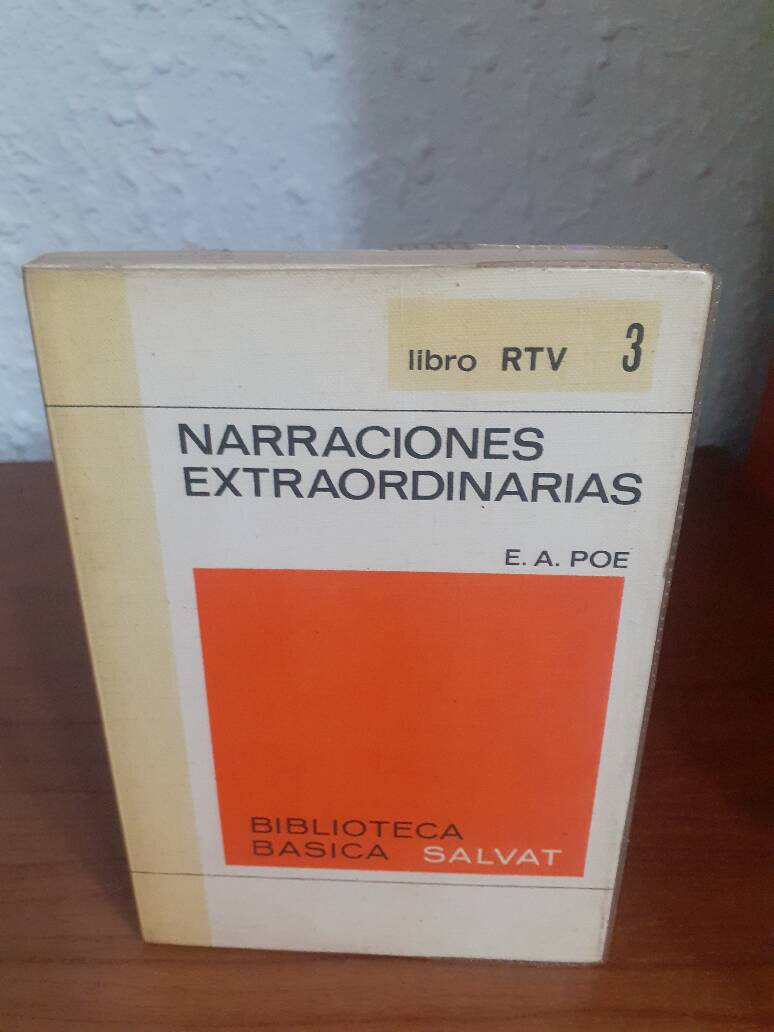 libro RTV 3
NARRACIONES
EXTRAORDINARIAS
E. A. POE
BIBLIOTECA
BASICA SALVAT